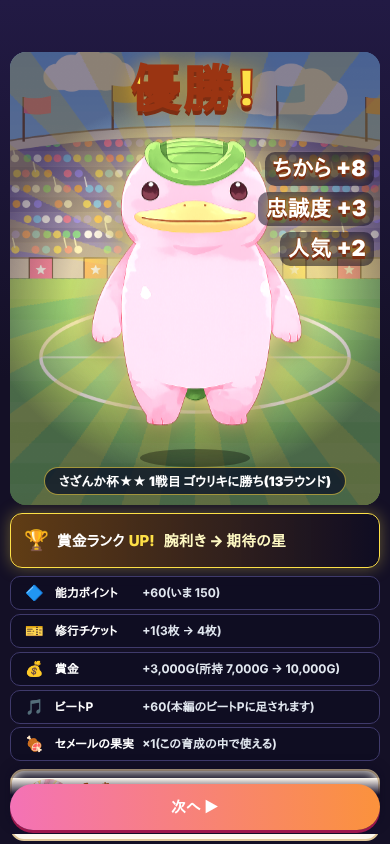 優勝!
ちから +8
忠誠度 +3
人気 +2
さざんか杯★★ 1戦目 ゴウリキに勝ち(13ラウンド)
🏆 賞金ランク UP! 腕利き → 期待の星
🔷 能力ポイント +60(いま 150)
🎫 修行チケット +1(3枚 → 4枚)
💰 賞金 +3,000G(所持 7,000G → 10,000G)
🎵 ビートP +60(本編のビートPに足されます)
🍖 セメールの果実 ×1(この育成の中で使える)
次へ ▶